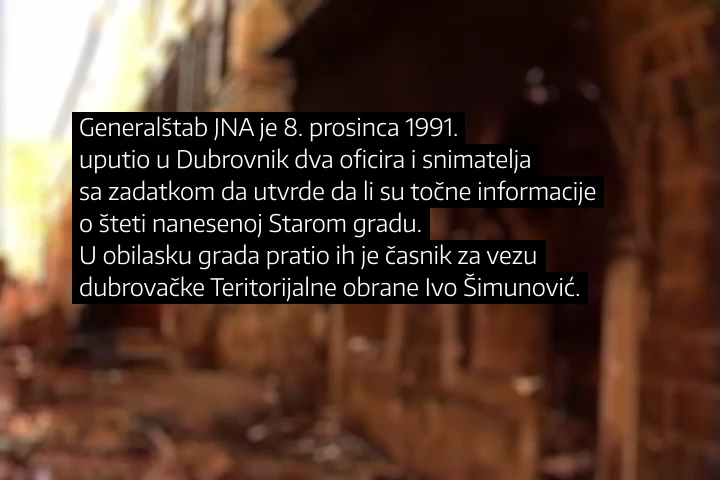 Generalštab JNA je 8. prosinca 1991.
uputio u Dubrovnik dva oficira i snimatelja
sa zadatkom da utvrde da li su točne informacije
o šteti nanesenoj Starom gradu.
U obilasku grada pratio ih je časnik za vezu
dubrovačke Teritorijalne obrane Ivo Šimunović.